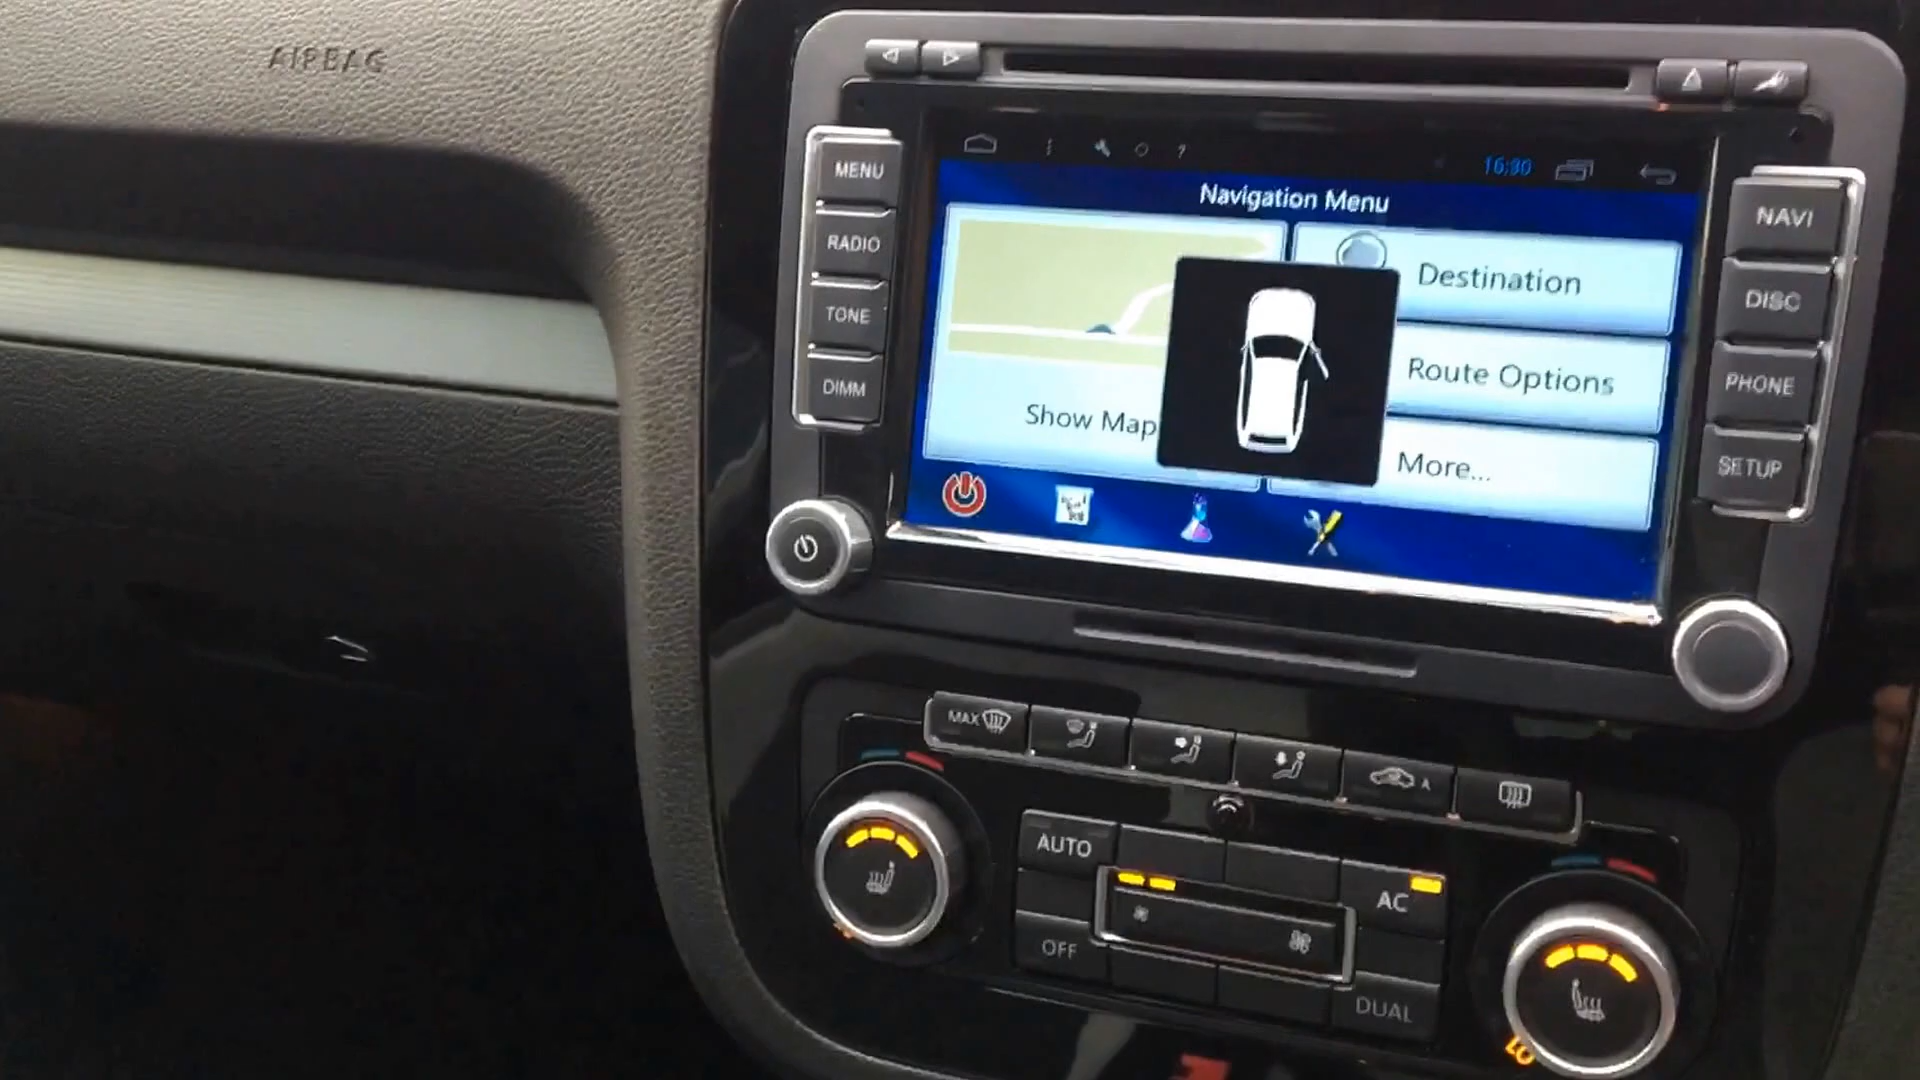 AIRBAG
MENU
RADIO
TONE
DIMM
16:30
Navigation Menu
Destination
Route Options
More...
Show Map
NAVI
DISC
PHONE
SETUP
MAX
A
AUTO
OFF
AC
DUAL
LO